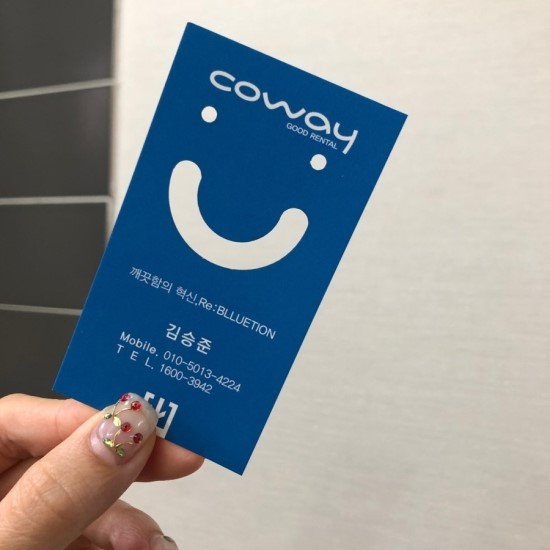 coway
GOOD RENTAL
깨끗함의 혁신,Re:BLLUETION
김승준
Mobile. 010-5013-4224
T E L. 1600-3942